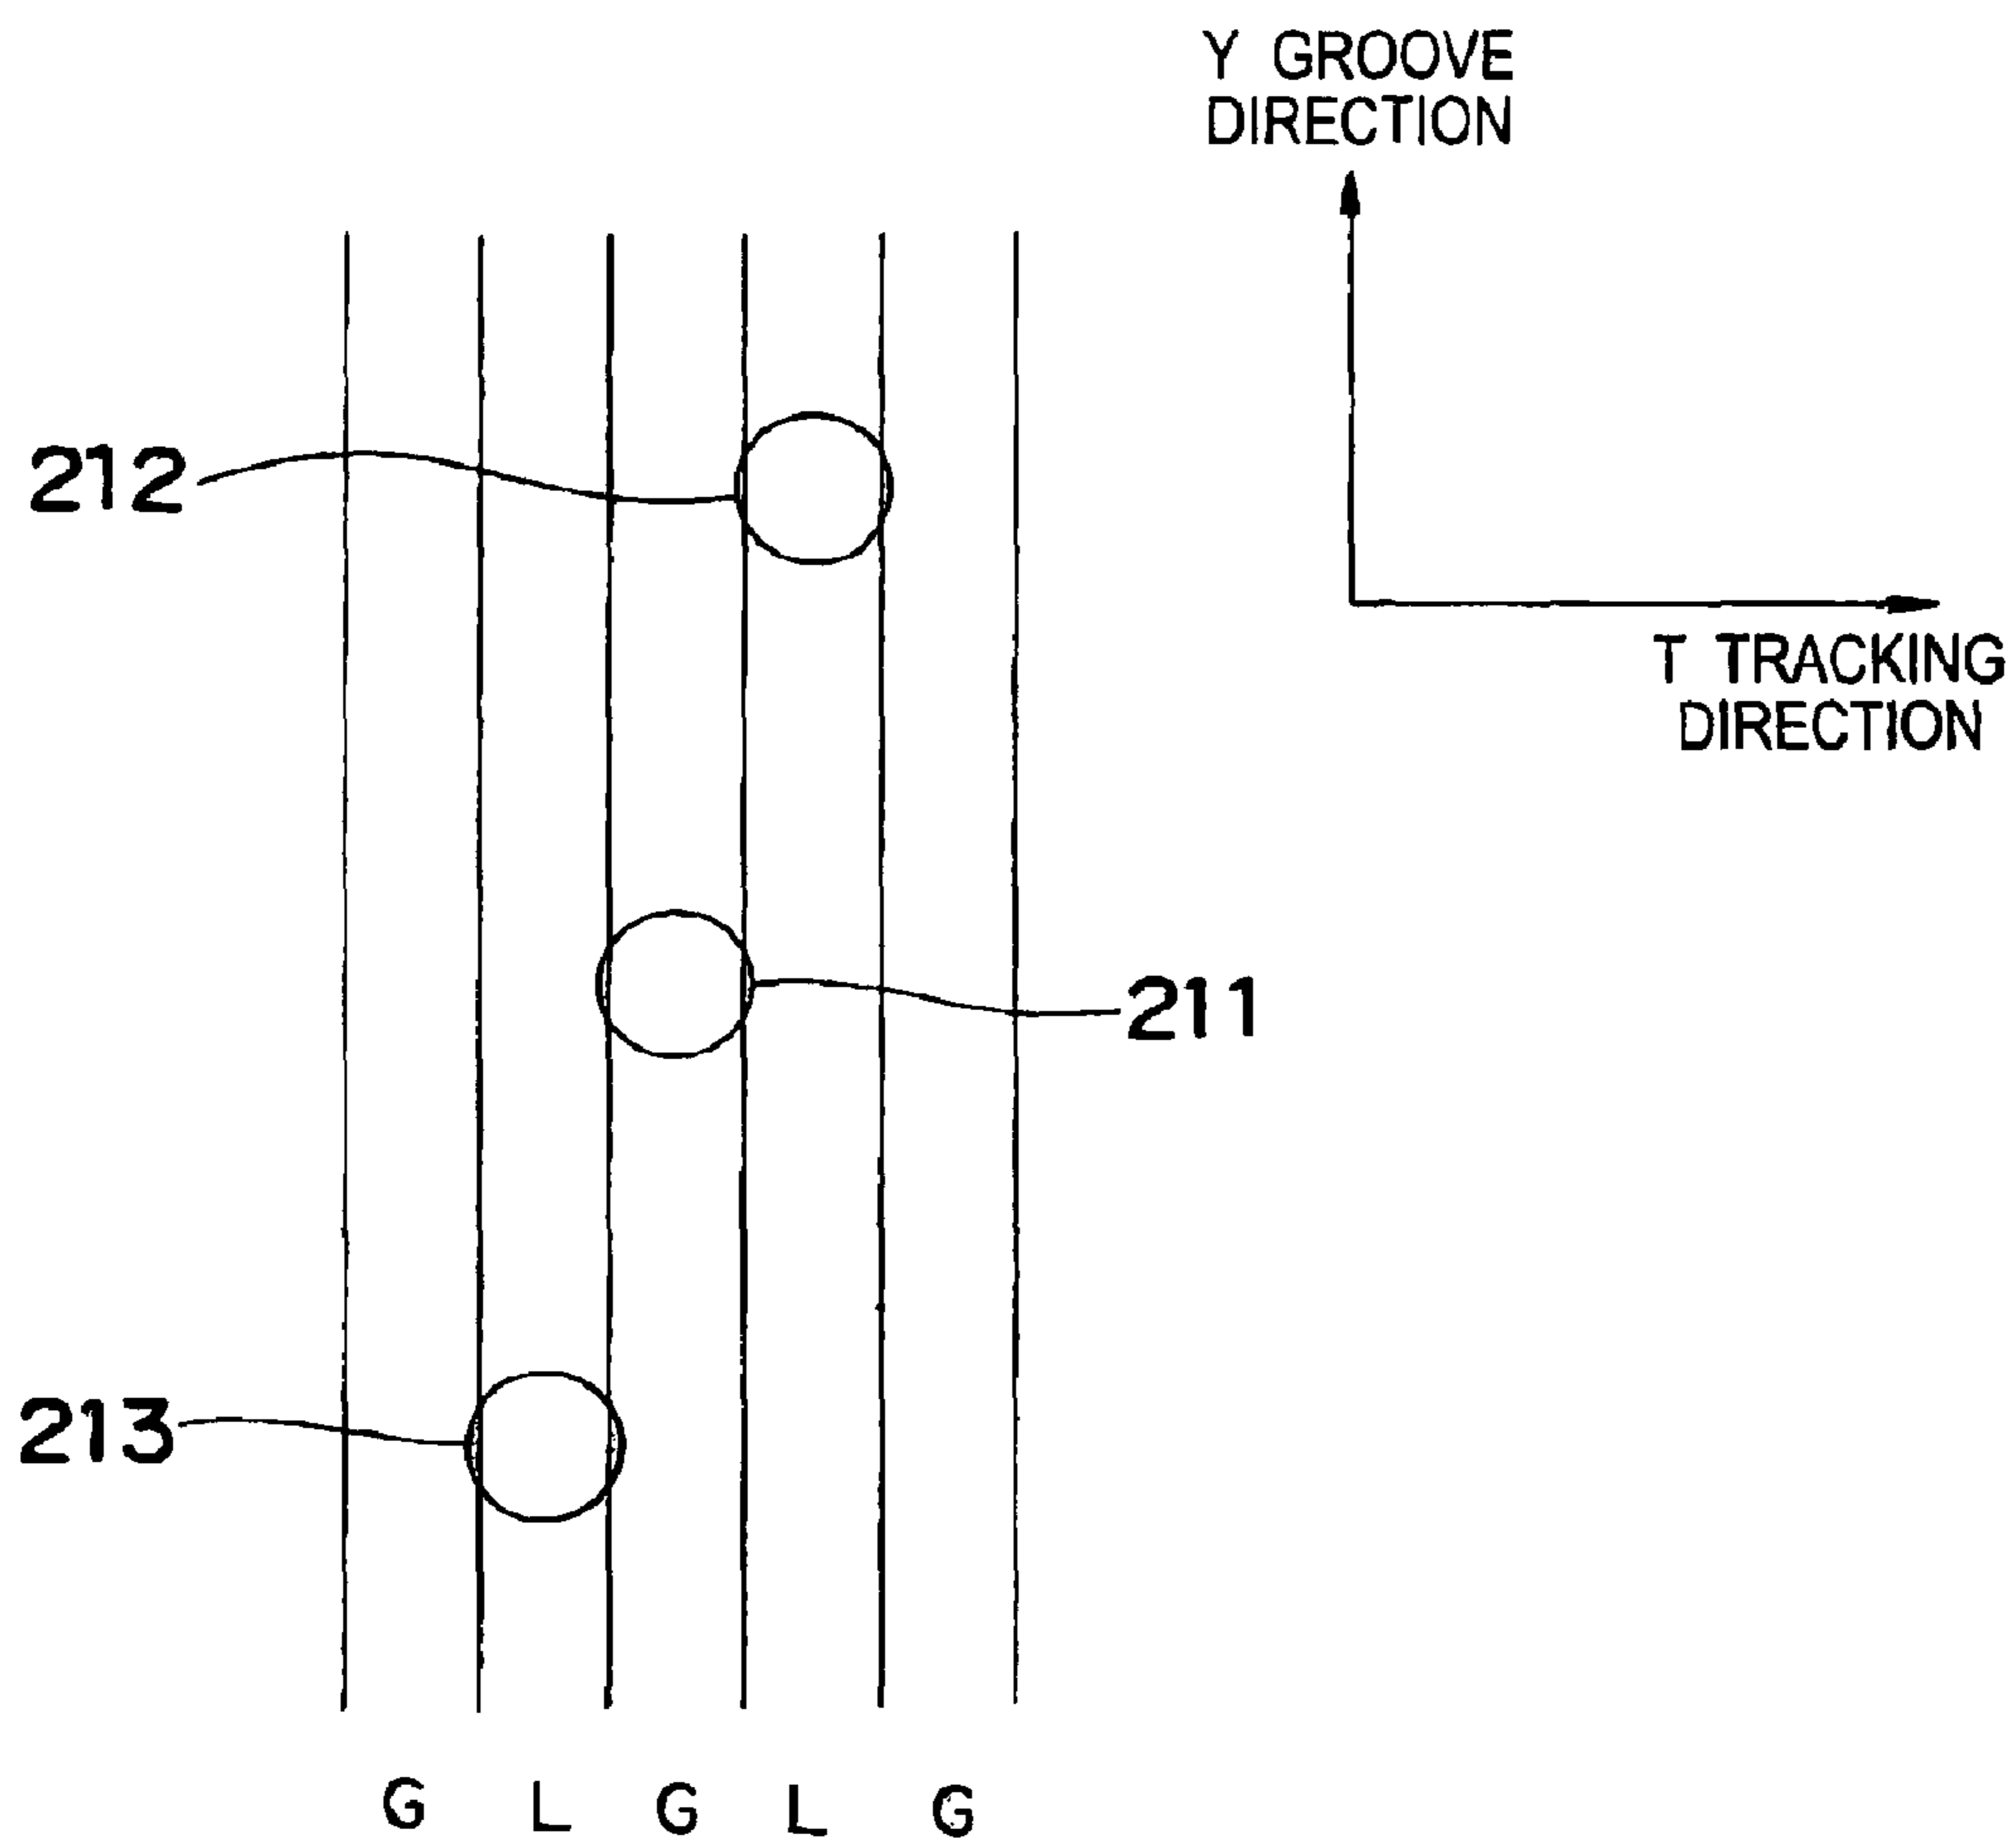 Y GROOVE
DIRECTION
212
T TRACKING
DIRECTION
211
213
G L G L G